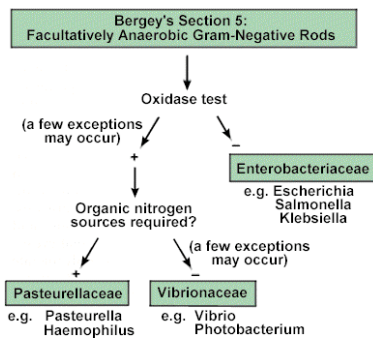 Bergey's Section 5:
Facultatively Anaerobic Gram-Negative Rods
Oxidase test
(a few exceptions
may occur)
+
–
Enterobacteriaceae
e.g. Escherichia
Salmonella
Klebsiella
Organic nitrogen
sources required?
(a few exceptions
may occur)
+
–
Pasteurellaceae
e.g. Pasteurella
Haemophilus
Vibrionaceae
e.g. Vibrio
Photobacterium